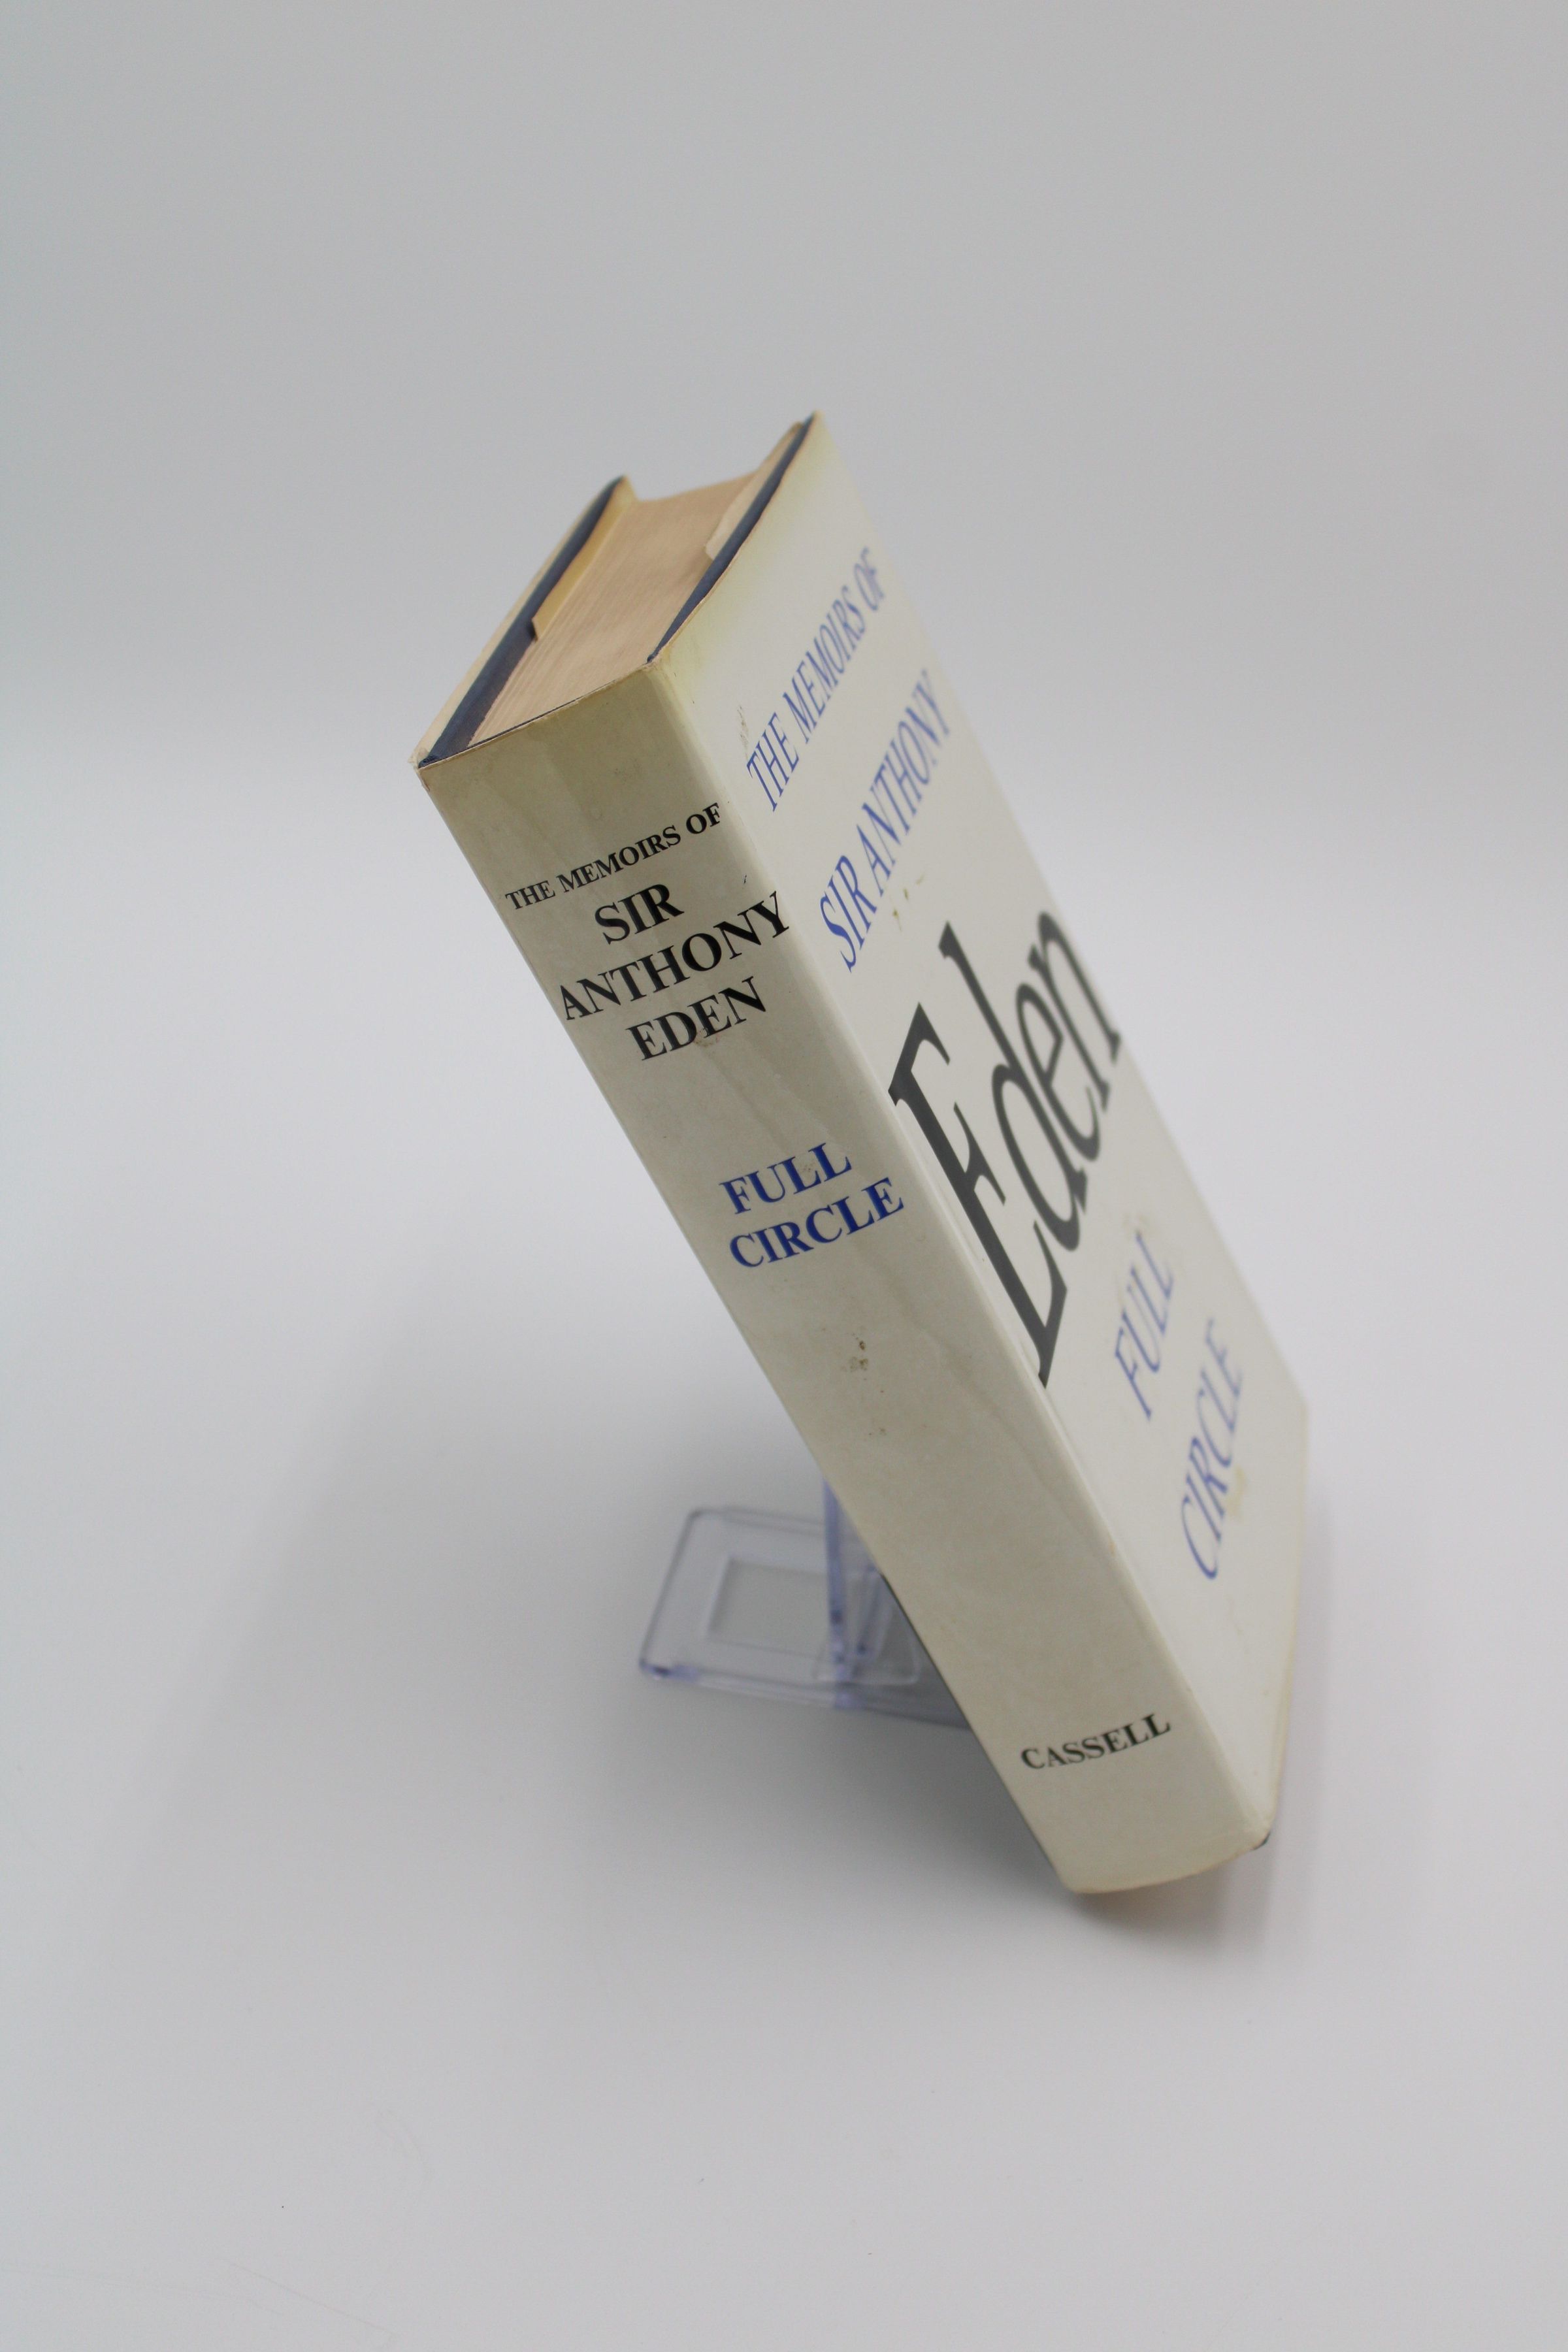 THE MEMOIRS OF
SIR
ANTHONY
EDEN
FULL
CIRCLE
CASSELL
THE MEMOIRS OF
SIR ANTHONY
Eden
FULL
CIRCLE